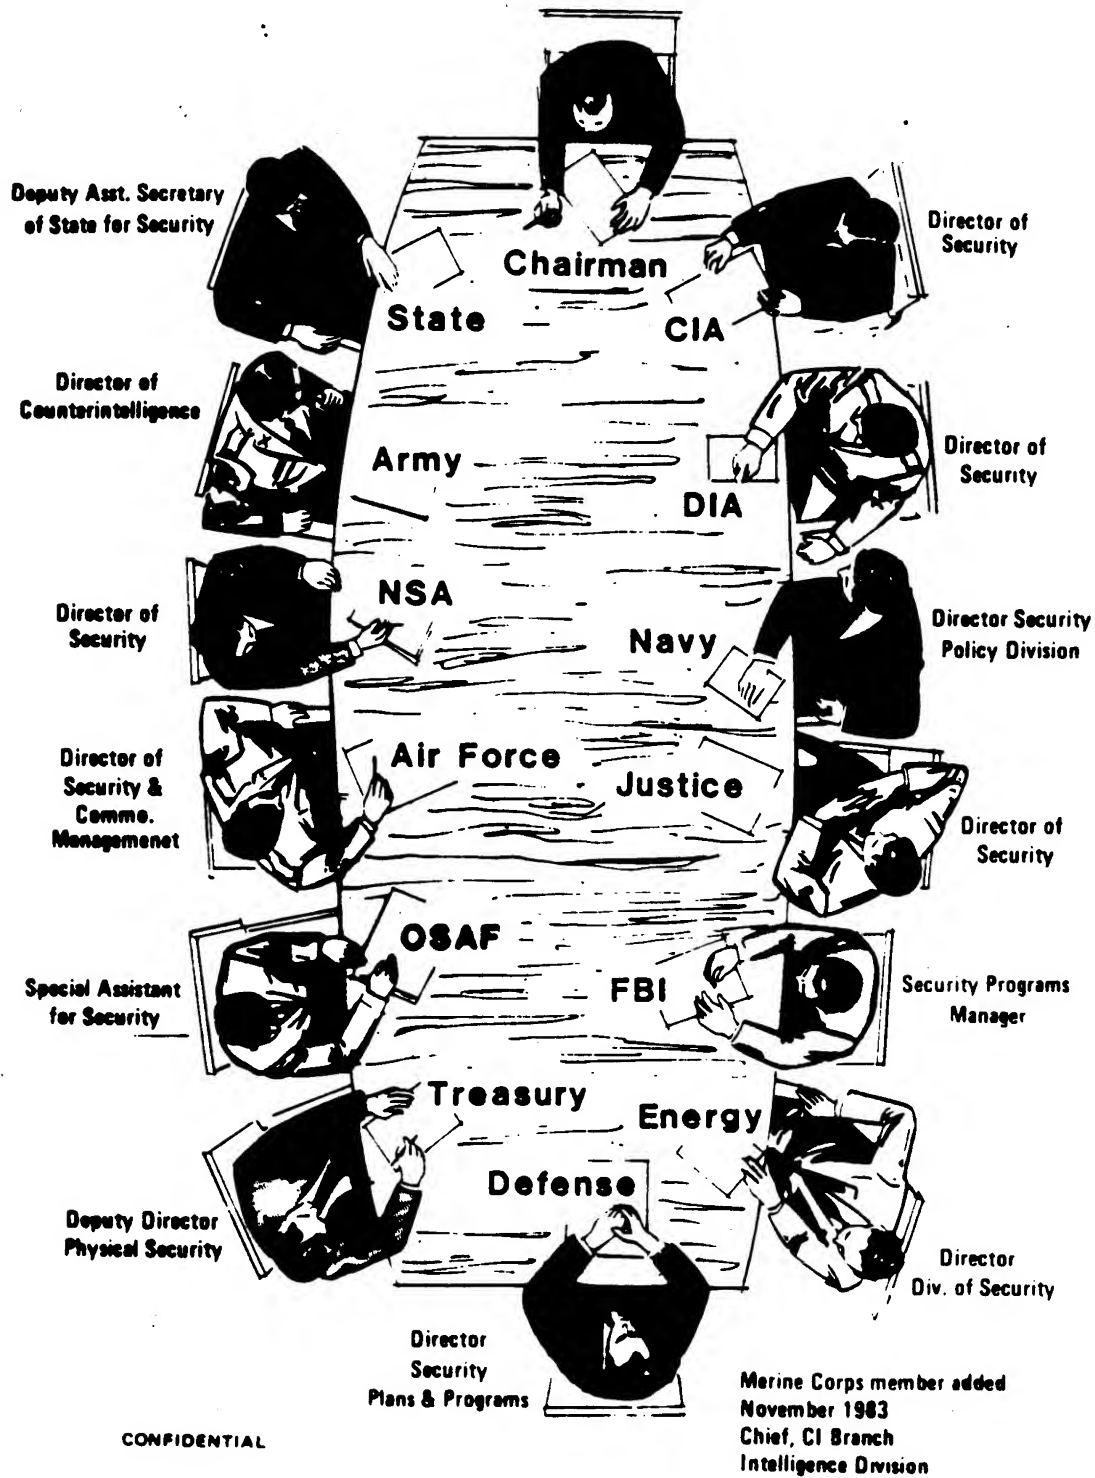 Chairman
Deputy Asst. Secretary
of State for Security
State
Director of
Security
CIA
Director of
Counterintelligence
Army
Director of
Security
DIA
Director of
Security
NSA
Director Security
Policy Division
Navy
Director of
Security &
Commo.
Managemenet
Air Force
Justice
Director of
Security
Special Assistant
for Security
OSAF
FBI
Security Programs
Manager
Deputy Director
Physical Security
Treasury
Energy
Director
Div. of Security
Defense
Director
Security
Plans & Programs
Merine Corps member added
November 1983
Chief, CI Branch
Intelligence Division
CONFIDENTIAL